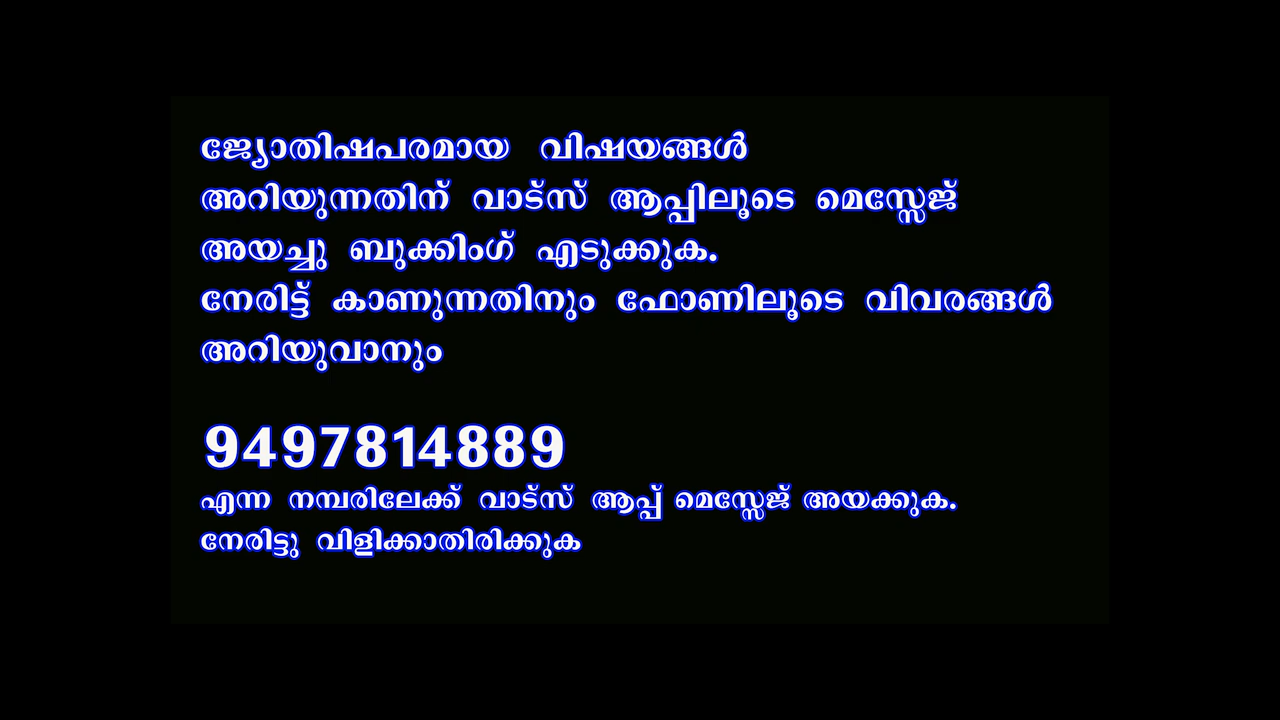 ജ്യോതിഷപരമായ വിഷയങ്ങൾ
അറിയുന്നതിന് വാട്സ് ആപ്പിലൂടെ മെസ്സേജ്
അയച്ചു ബുക്കിംഗ് എടുക്കുക.
നേരിട്ട് കാണുന്നതിനും ഫോണിലൂടെ വിവരങ്ങൾ
അറിയുവാനും
9497814889
എന്ന നമ്പരിലേക്ക് വാട്സ് ആപ്പ് മെസ്സേജ് അയക്കുക.
നേരിട്ടു വിളിക്കാതിരിക്കുക